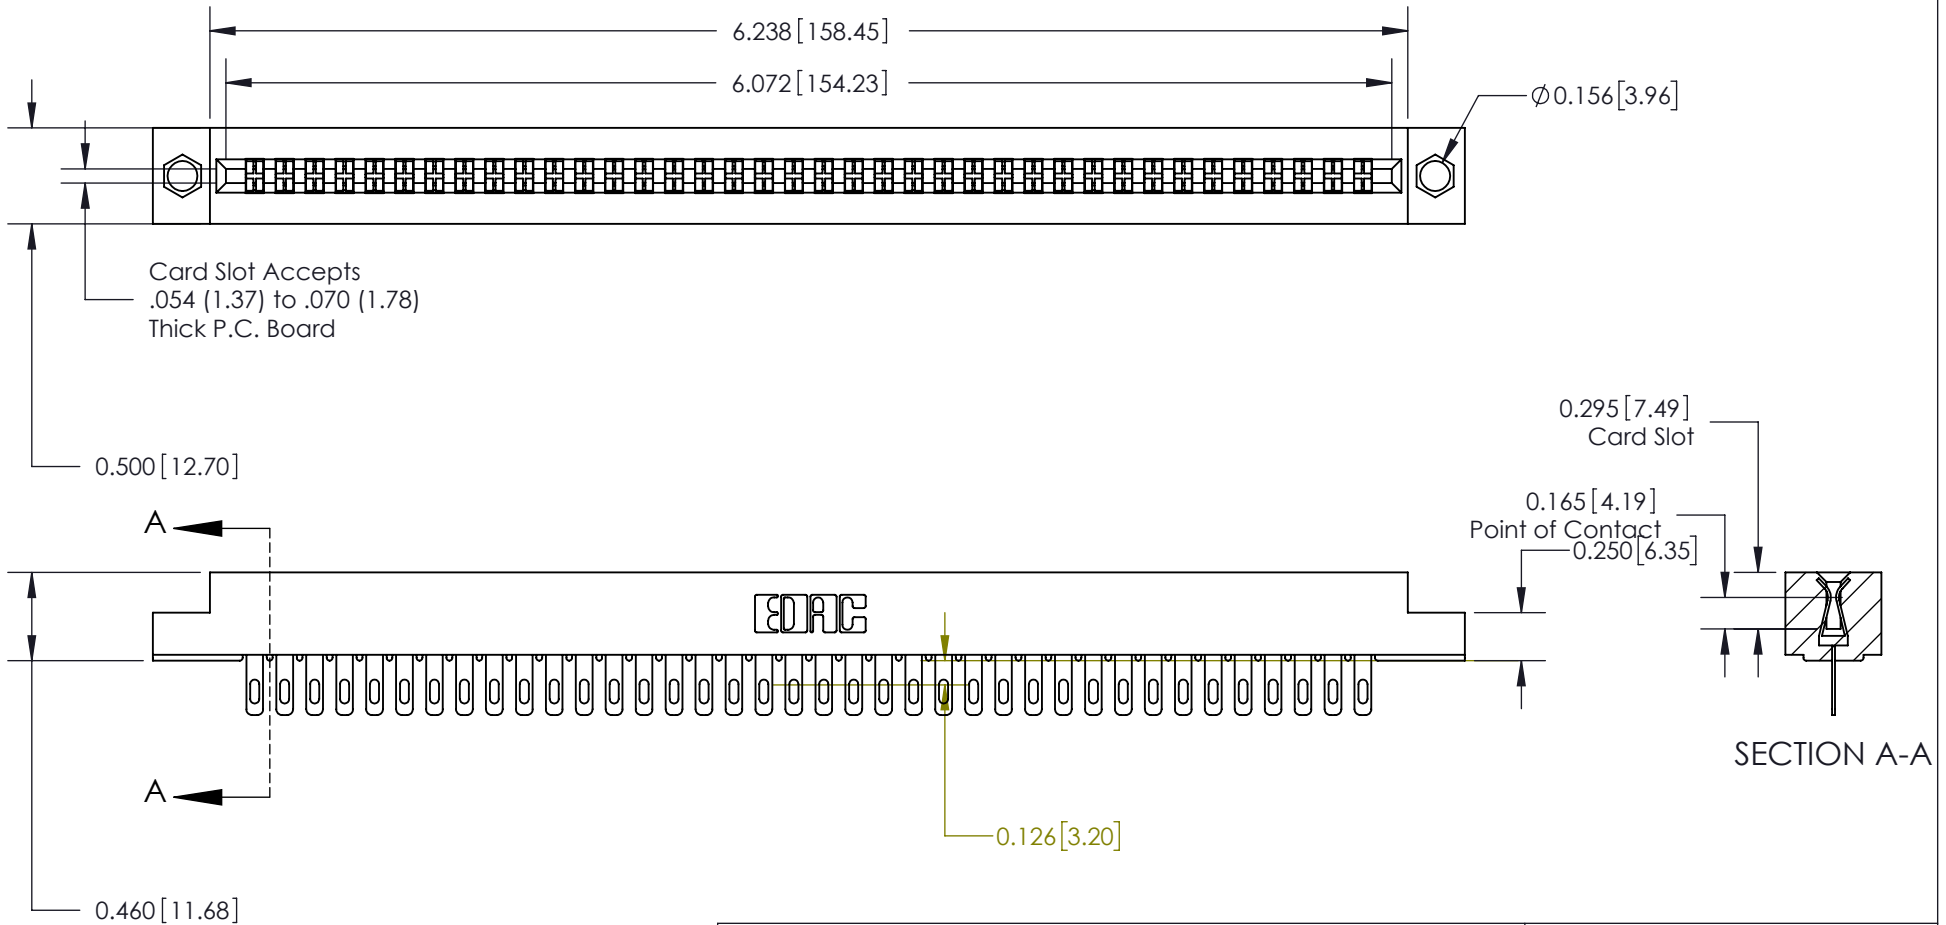 6.238 [158.45]
6.072 [154.23]
Ø0.156 [3.96]
Card Slot Accepts
.054 (1.37) to .070 (1.78)
Thick P.C. Board
0.295 [7.49]
Card Slot
0.500 [12.70]
0.165 [4.19]
Point of Contact
A
0.250 [6.35]
EDAC
SECTION A-A
A
0.126 [3.20]
0.460 [11.68]